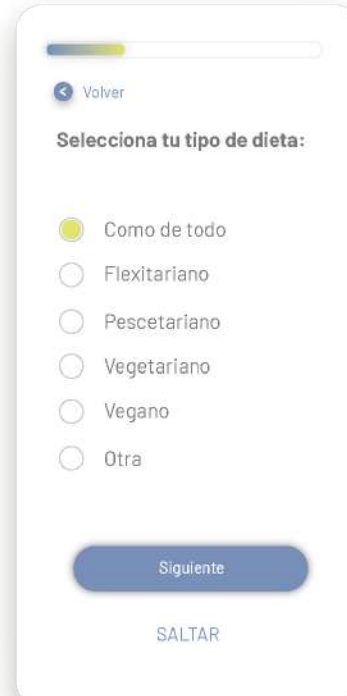 Volver
Selecciona tu tipo de dieta:
Como de todo
Flexitariano
Pescetariano
Vegetariano
Vegano
Otra
Siguiente
SALTAR